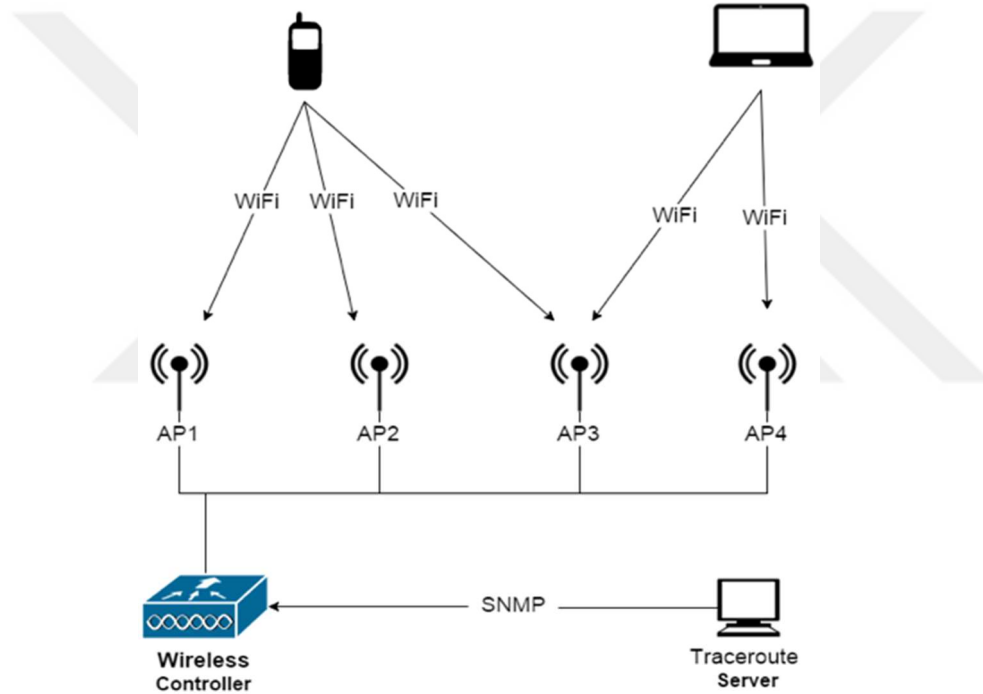 WiFi
WiFi
WiFi
WiFi
WiFi
AP1
AP2
AP3
AP4
SNMP
Wireless
Controller
Traceroute
Server